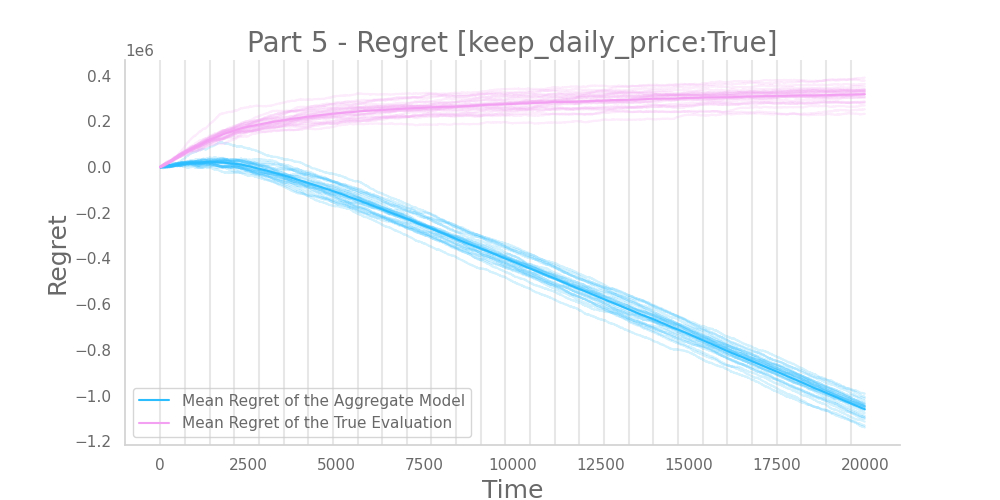 Part 5 - Regret [keep_daily_price:True]
1e6
0.4
0.2
0.0
−0.2
−0.4
−0.6
−0.8
−1.0
−1.2
Regret
Mean Regret of the Aggregate Model
Mean Regret of the True Evaluation
0 2500 5000 7500 10000 12500 15000 17500 20000
Time